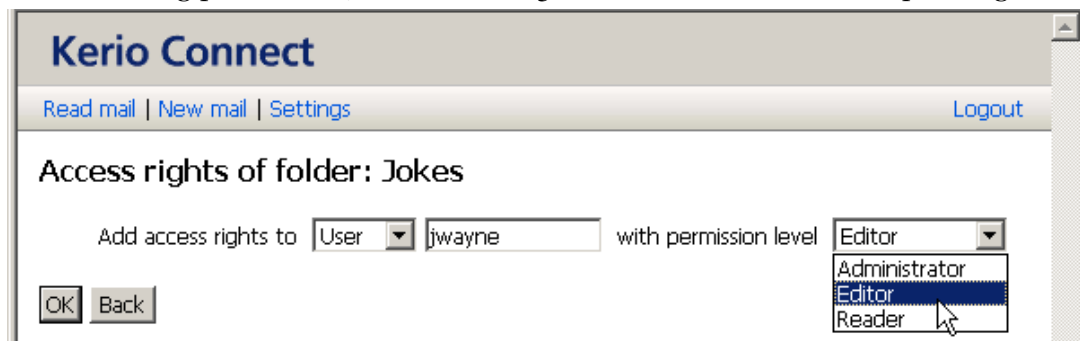 Kerio Connect
Read mail | New mail | Settings Logout
Access rights of folder: Jokes
Add access rights to User jwayne with permission level Editor
Administrator
Editor
Reader
OK Back